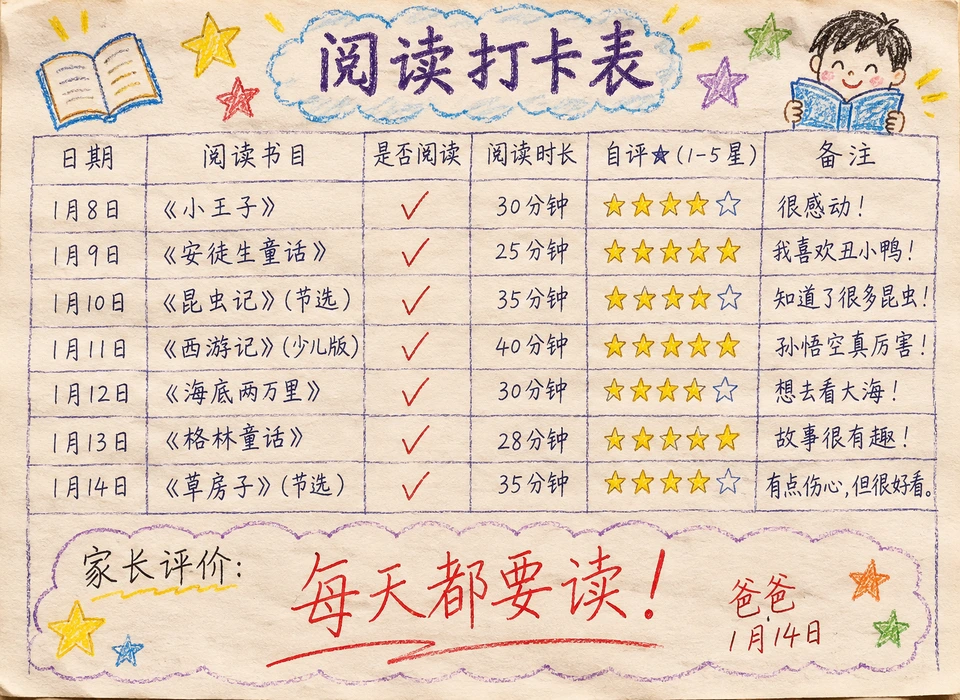 阅读打卡表
日期 阅读书目 是否阅读 阅读时长 自评★(1-5星) 备注
1月8日 《小王子》 ✓ 30分钟 ★★★★☆ 很感动！
1月9日 《安徒生童话》 ✓ 25分钟 ★★★★★ 我喜欢丑小鸭！
1月10日 《昆虫记》(节选) ✓ 35分钟 ★★★★☆ 知道了很多昆虫！
1月11日 《西游记》(少儿版) ✓ 40分钟 ★★★★★ 孙悟空真厉害！
1月12日 《海底两万里》 ✓ 30分钟 ★★★★☆ 想去看大海！
1月13日 《格林童话》 ✓ 28分钟 ★★★★★ 故事很有趣！
1月14日 《草房子》(节选) ✓ 35分钟 ★★★★☆ 有点伤心,但很好看。
家长评价:
每天都要读！
爸爸
1月14日